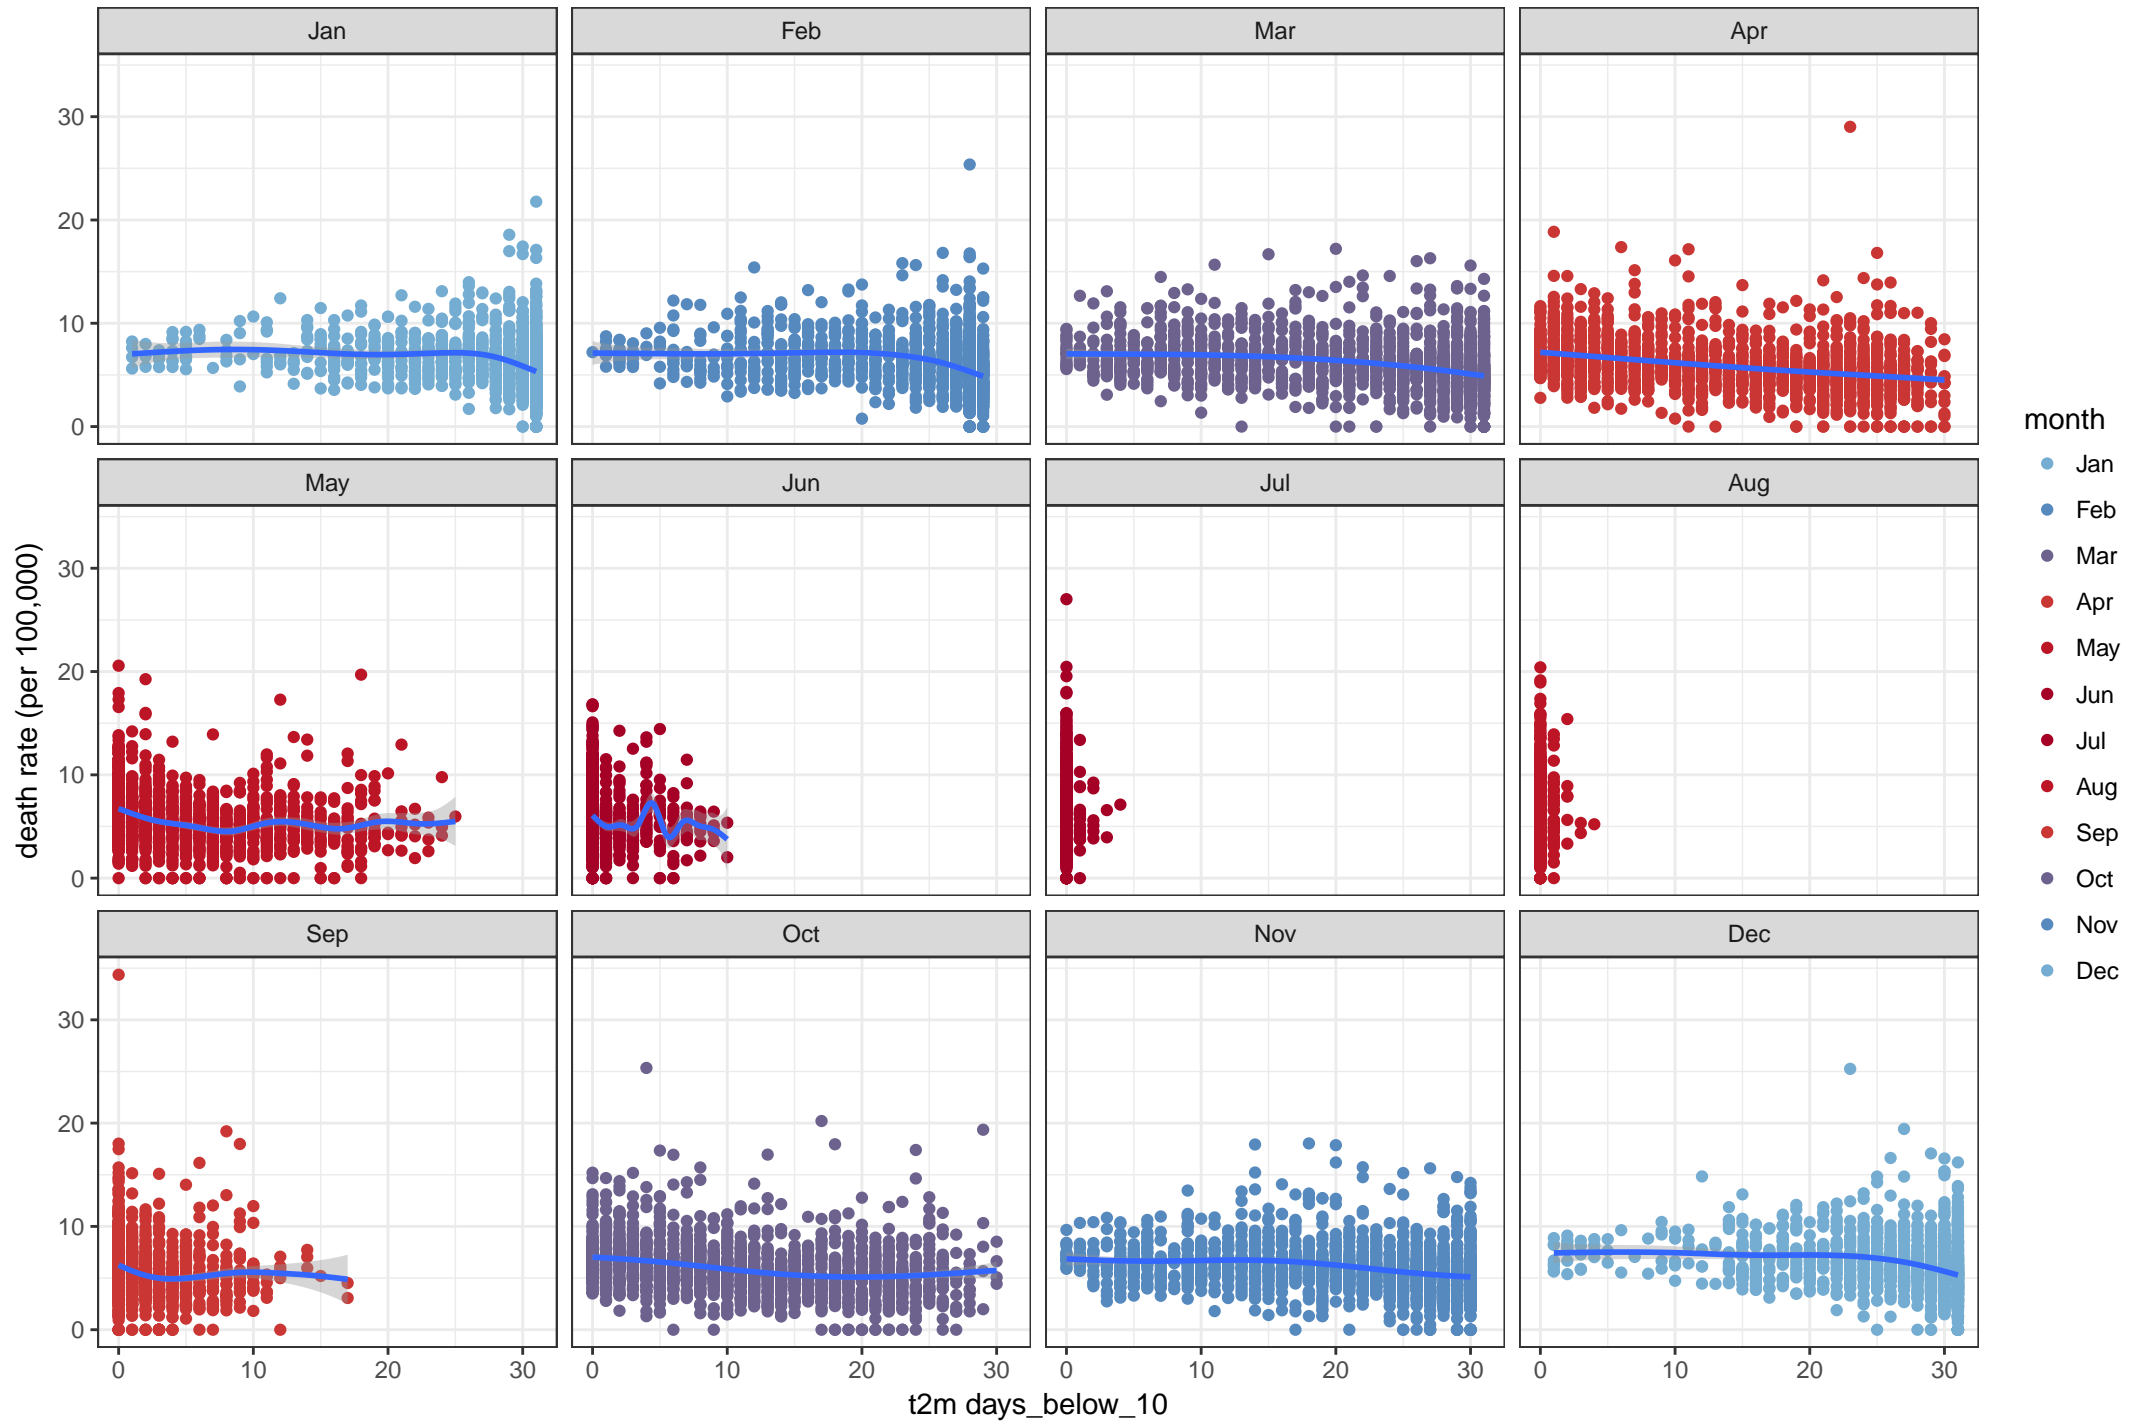 Jan Feb Mar Apr
30
20
10
0
May Jun Jul Aug
30
20
10
0
Sep Oct Nov Dec
30
20
10
0
0 10 20 30 0 10 20 30 0 10 20 30 0 10 20 30
t2m days_below_10
death rate (per 100,000)
month
Jan
Feb
Mar
Apr
May
Jun
Jul
Aug
Sep
Oct
Nov
Dec